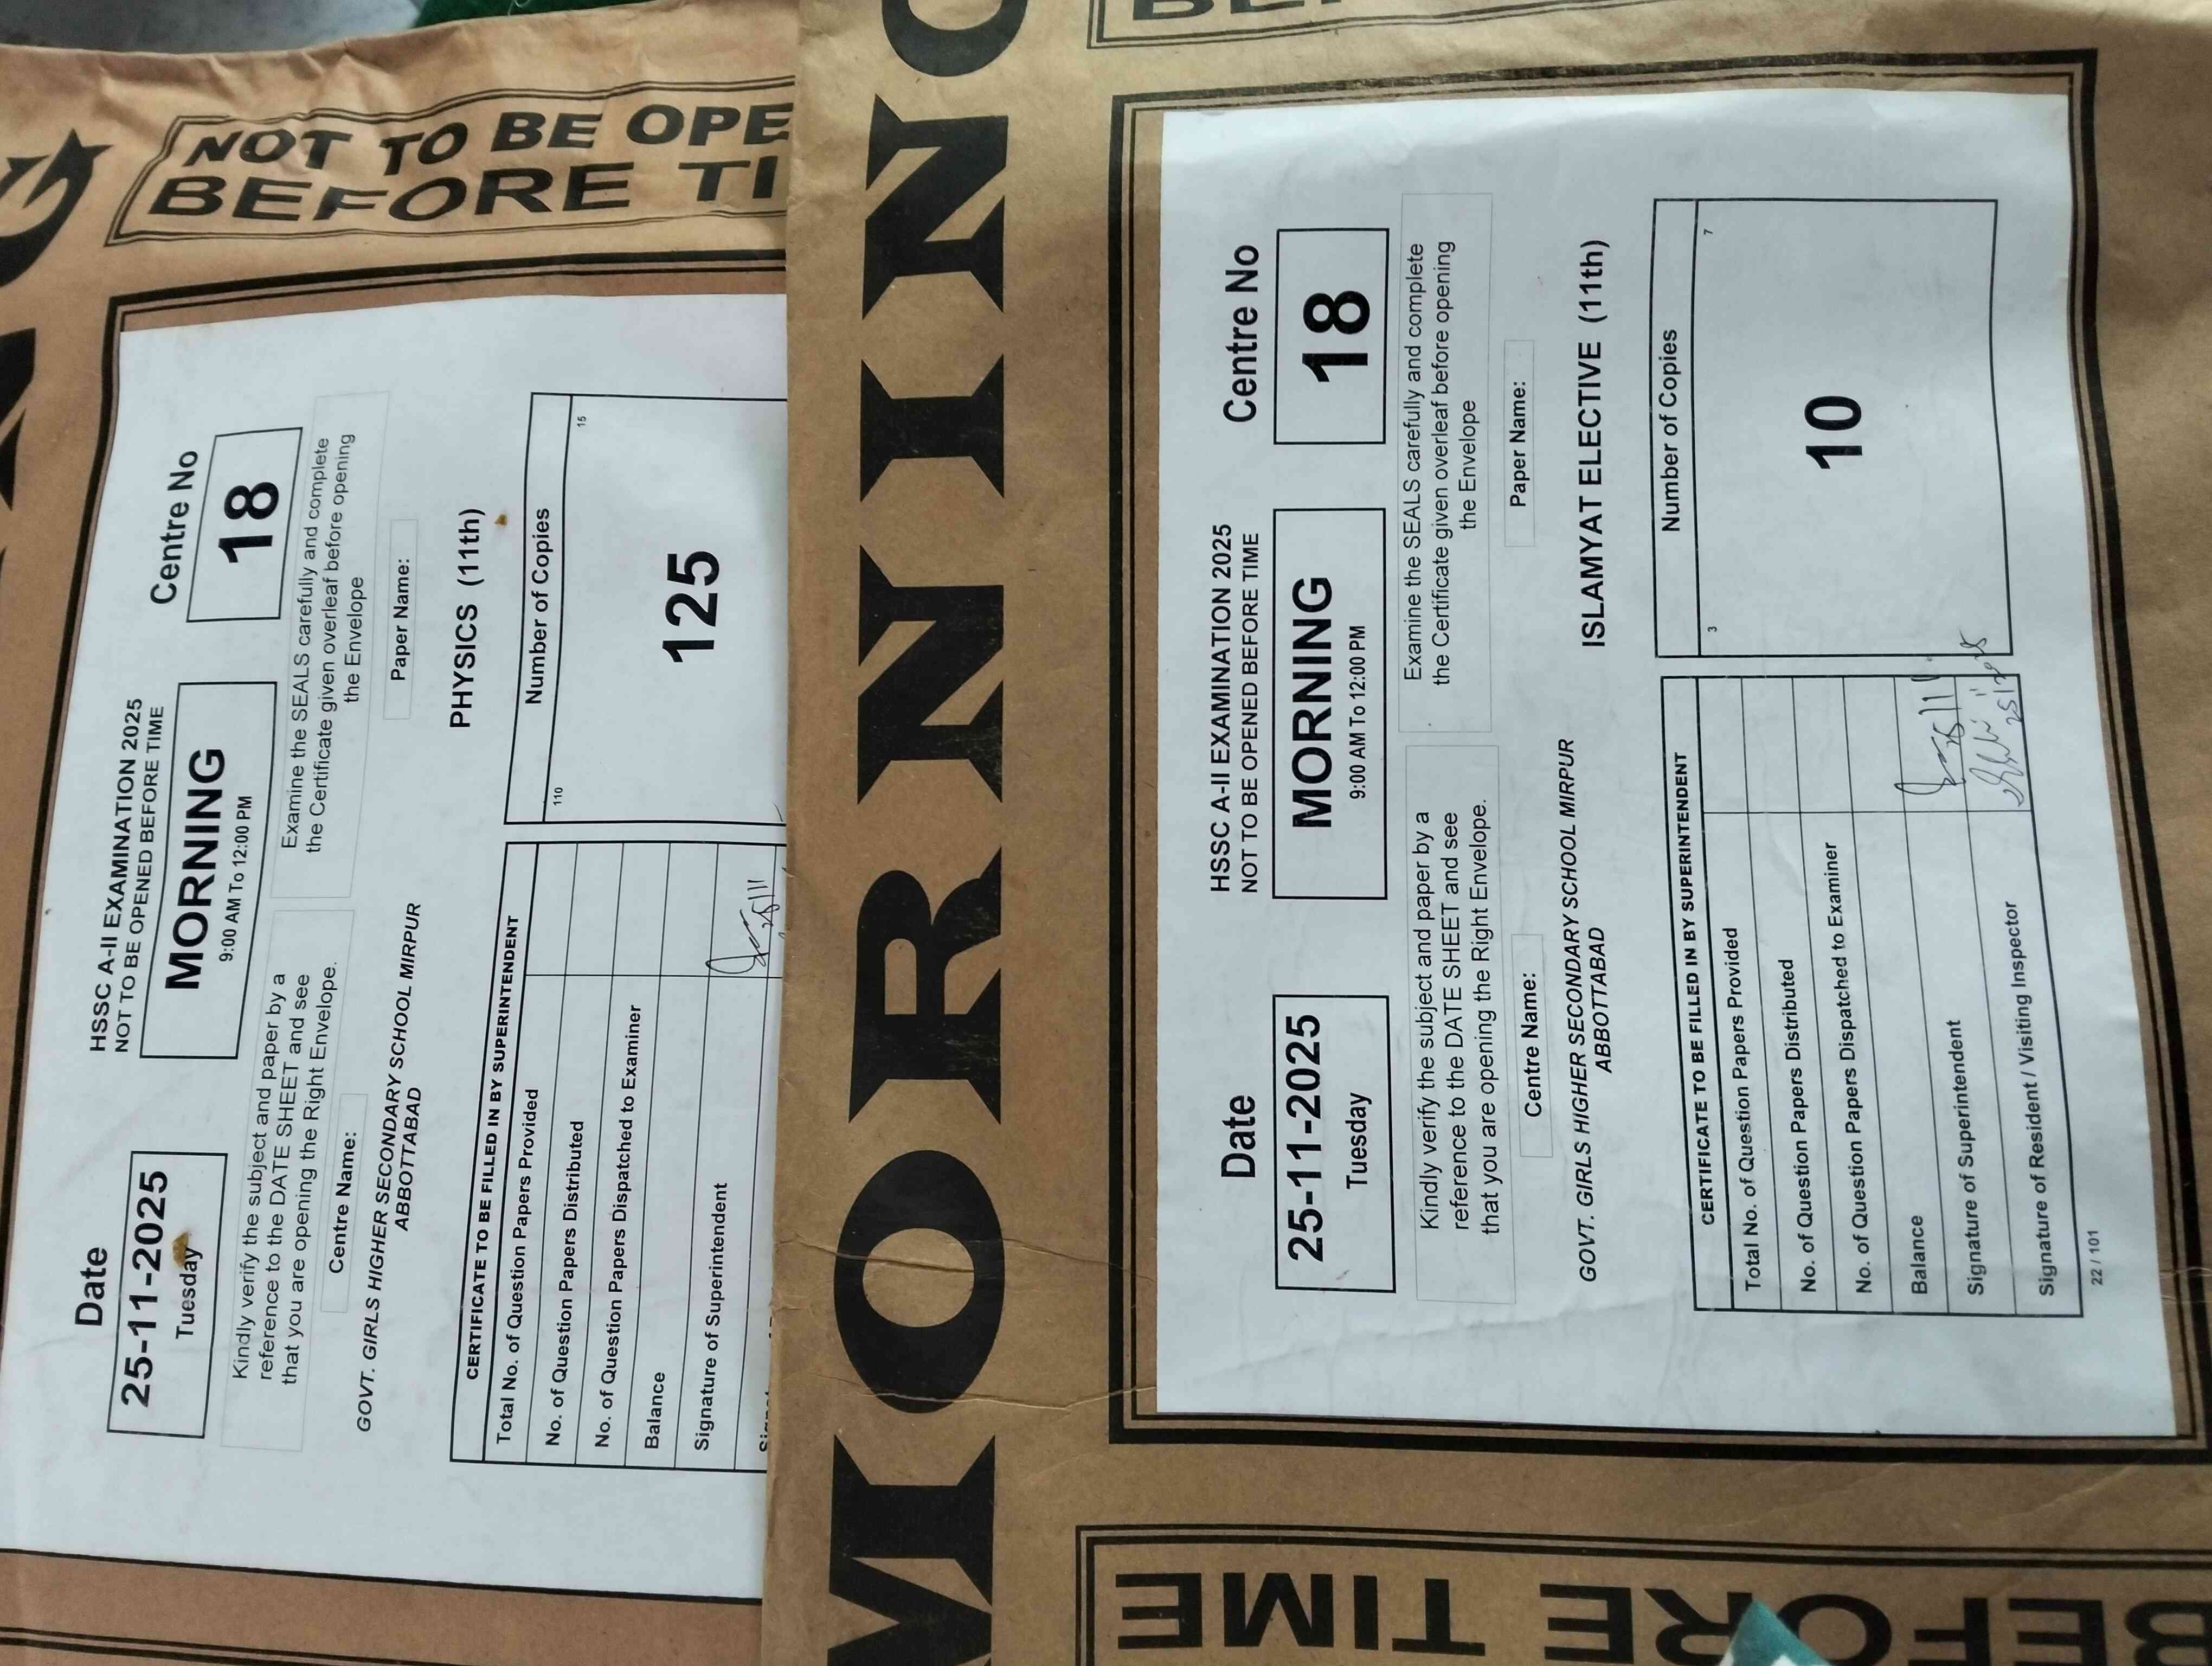 NOT TO BE OPE
BEFORE TI
Date
25-11-2025
Tuesday
HSSC A-II EXAMINATION 2025
NOT TO BE OPENED BEFORE TIME
MORNING
9:00 AM To 12:00 PM
Centre No
18
Kindly verify the subject and paper by a
reference to the DATE SHEET and see
that you are opening the Right Envelope.
Examine the SEALS carefully and complete
the Certificate given overleaf before opening
the Envelope
Centre Name:
GOVT. GIRLS HIGHER SECONDARY SCHOOL MIRPUR
ABBOTTABAD
Paper Name:
PHYSICS (11th)
CERTIFICATE TO BE FILLED IN BY SUPERINTENDENT
Total No. of Question Papers Provided
No. of Question Papers Distributed
No. of Question Papers Dispatched to Examiner
Balance
Signature of Superintendent
25/11
Number of Copies
110
15
125
MORNING
Date
25-11-2025
Tuesday
HSSC A-II EXAMINATION 2025
NOT TO BE OPENED BEFORE TIME
MORNING
9:00 AM To 12:00 PM
Centre No
18
Kindly verify the subject and paper by a
reference to the DATE SHEET and see
that you are opening the Right Envelope.
Examine the SEALS carefully and complete
the Certificate given overleaf before opening
the Envelope
Centre Name:
GOVT. GIRLS HIGHER SECONDARY SCHOOL MIRPUR
ABBOTTABAD
Paper Name:
ISLAMYAT ELECTIVE (11th)
CERTIFICATE TO BE FILLED IN BY SUPERINTENDENT
Total No. of Question Papers Provided
No. of Question Papers Distributed
No. of Question Papers Dispatched to Examiner
Balance
Signature of Superintendent
25/11
Signature of Resident / Visiting Inspector
Number of Copies
3
7
10
22 / 101
BEFORE TIME